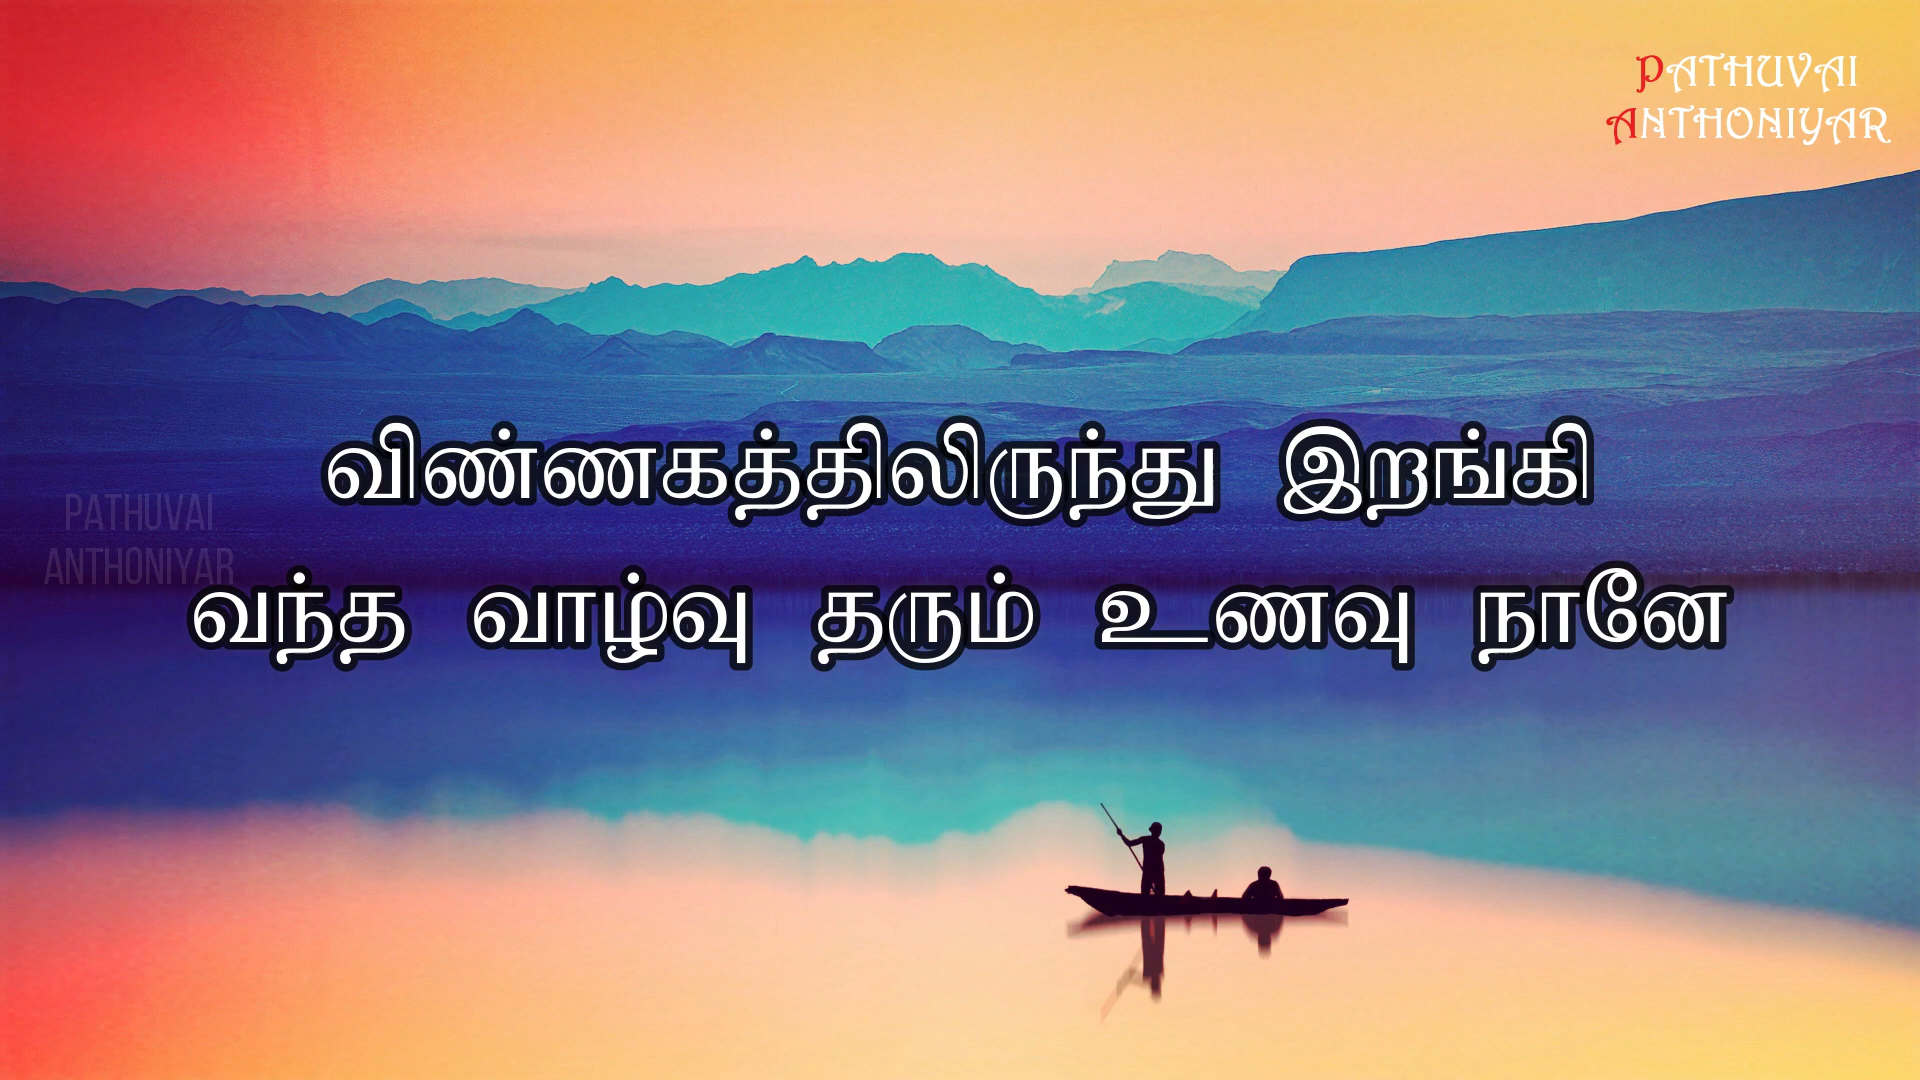 PATHUVAI
ANTHONIYAR
விண்ணகத்திலிருந்து இறங்கி
வந்த வாழ்வு தரும் உணவு நானே
PATHUVAI
ANTHONIYAR